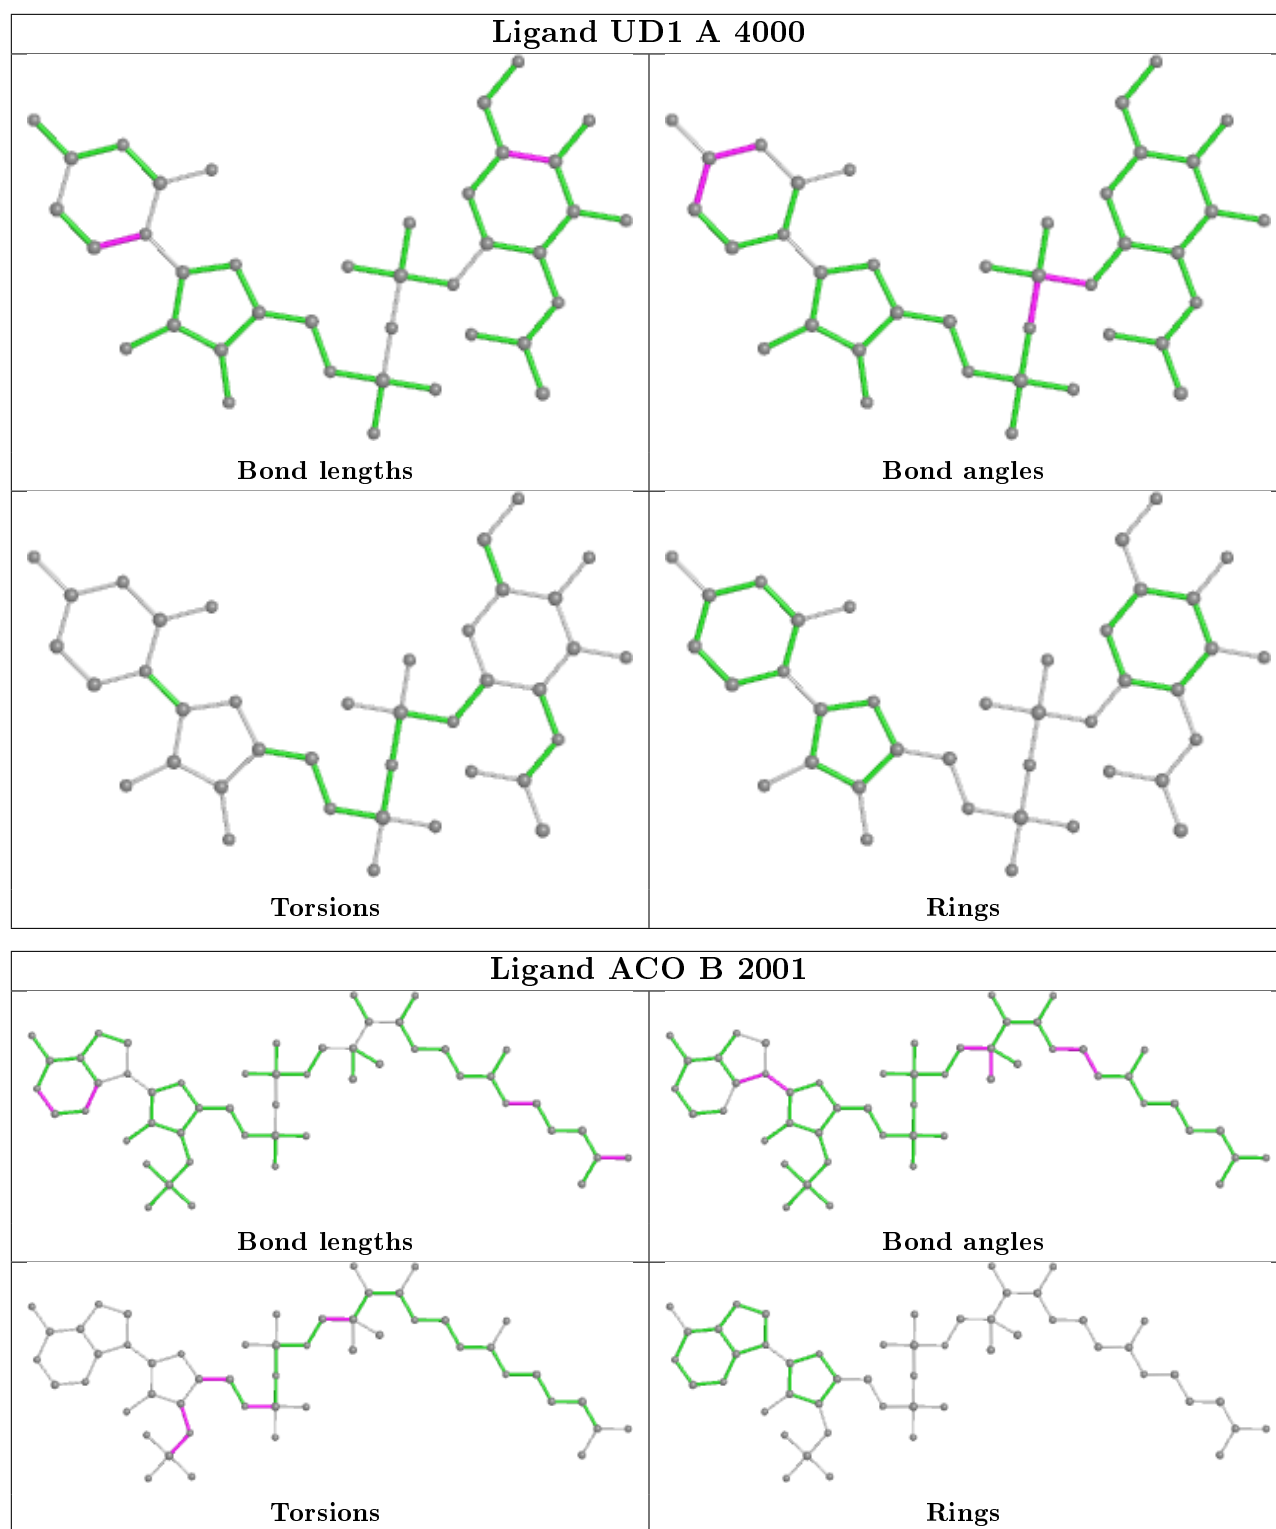 Ligand UD1 A 4000
Bond lengths
Bond angles
Torsions
Rings
Ligand ACO B 2001
Bond lengths
Bond angles
Torsions
Rings